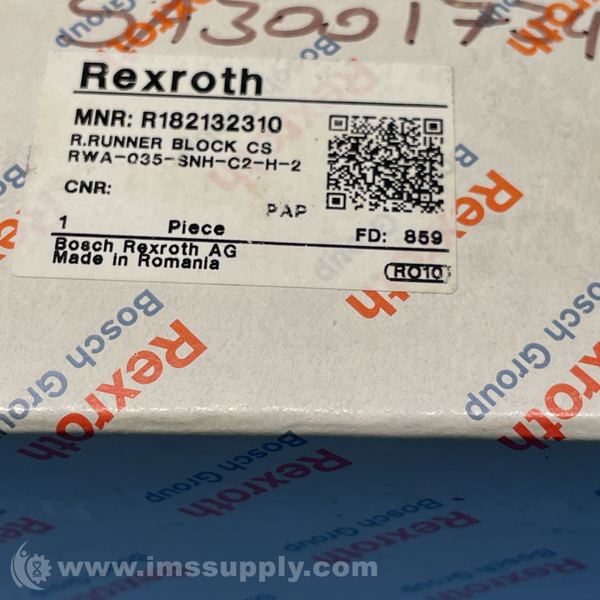 Rexroth
MNR: R182132310
R.RUNNER BLOCK CS
RWA-035-SNH-C2-H-2
CNR:
PAP
1 Piece FD: 859
Bosch Rexroth AG
Made in Romania
RO10
Rexroth
Bosch Group
Rexroth
Bosch Group
Rexroth
Bosch Group
www.imssupply.com